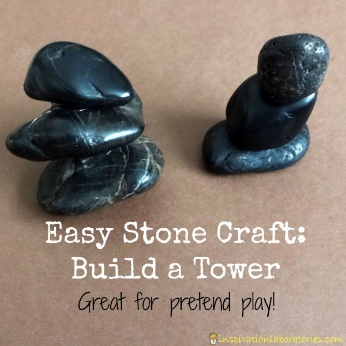 Easy Stone Craft:
Build a Tower
Great for pretend play!
inspirationlaboratories.com